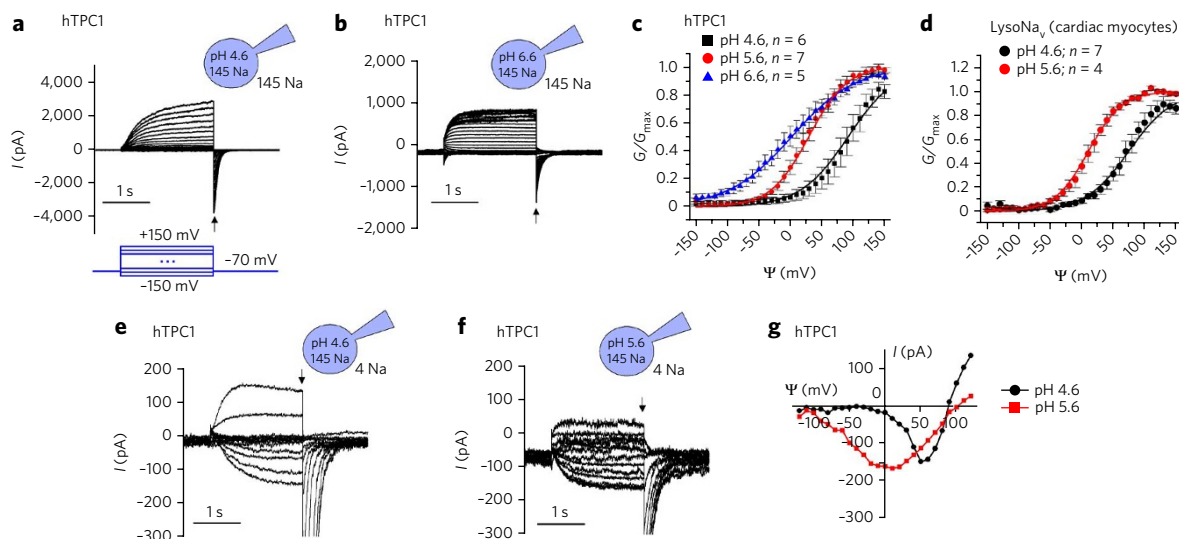 a
hTPC1
pH 4.6
145 Na
145 Na
4,000
2,000
0
−2,000
−4,000
I (pA)
1 s
+150 mV
...
−70 mV
−150 mV
b
hTPC1
pH 6.6
145 Na
145 Na
2,000
1,000
0
−1,000
−2,000
I (pA)
1 s
c
hTPC1
pH 4.6, n = 6
pH 5.6, n = 7
pH 6.6, n = 5
1.0
0.8
0.6
0.4
0.2
0
G/Gmax
−150
−100
−50
0
50
100
150
Ψ (mV)
d
LysoNav (cardiac myocytes)
pH 4.6; n = 7
pH 5.6; n = 4
1.2
1.0
0.8
0.6
0.4
0.2
0
G/Gmax
−150
−100
−50
0
50
100
150
Ψ (mV)
e
hTPC1
pH 4.6
145 Na
4 Na
200
100
0
−100
−200
−300
I (pA)
1 s
f
hTPC1
pH 5.6
145 Na
4 Na
200
100
0
−100
−200
−300
I (pA)
1 s
g
hTPC1
I (pA)
100
Ψ (mV)
0
−100
−50
50
100
−100
−200
−300
pH 4.6
pH 5.6